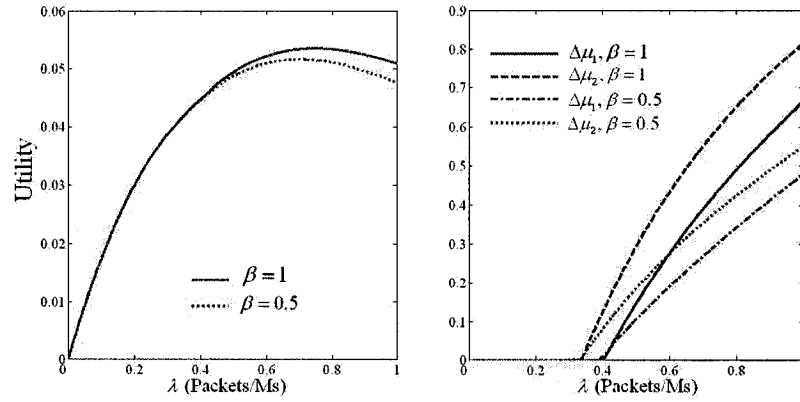 0.06
0.05
0.04
0.03
0.02
0.01
0
Utility
β = 1
β = 0.5
0 0.2 0.4 0.6 0.8 1
λ (Packets/Ms)
0.9
0.8
0.7
0.6
0.5
0.4
0.3
0.2
0.1
0
Δμ₁, β = 1
Δμ₂, β = 1
Δμ₁, β = 0.5
Δμ₂, β = 0.5
0 0.2 0.4 0.6 0.8
λ (Packets/Ms)